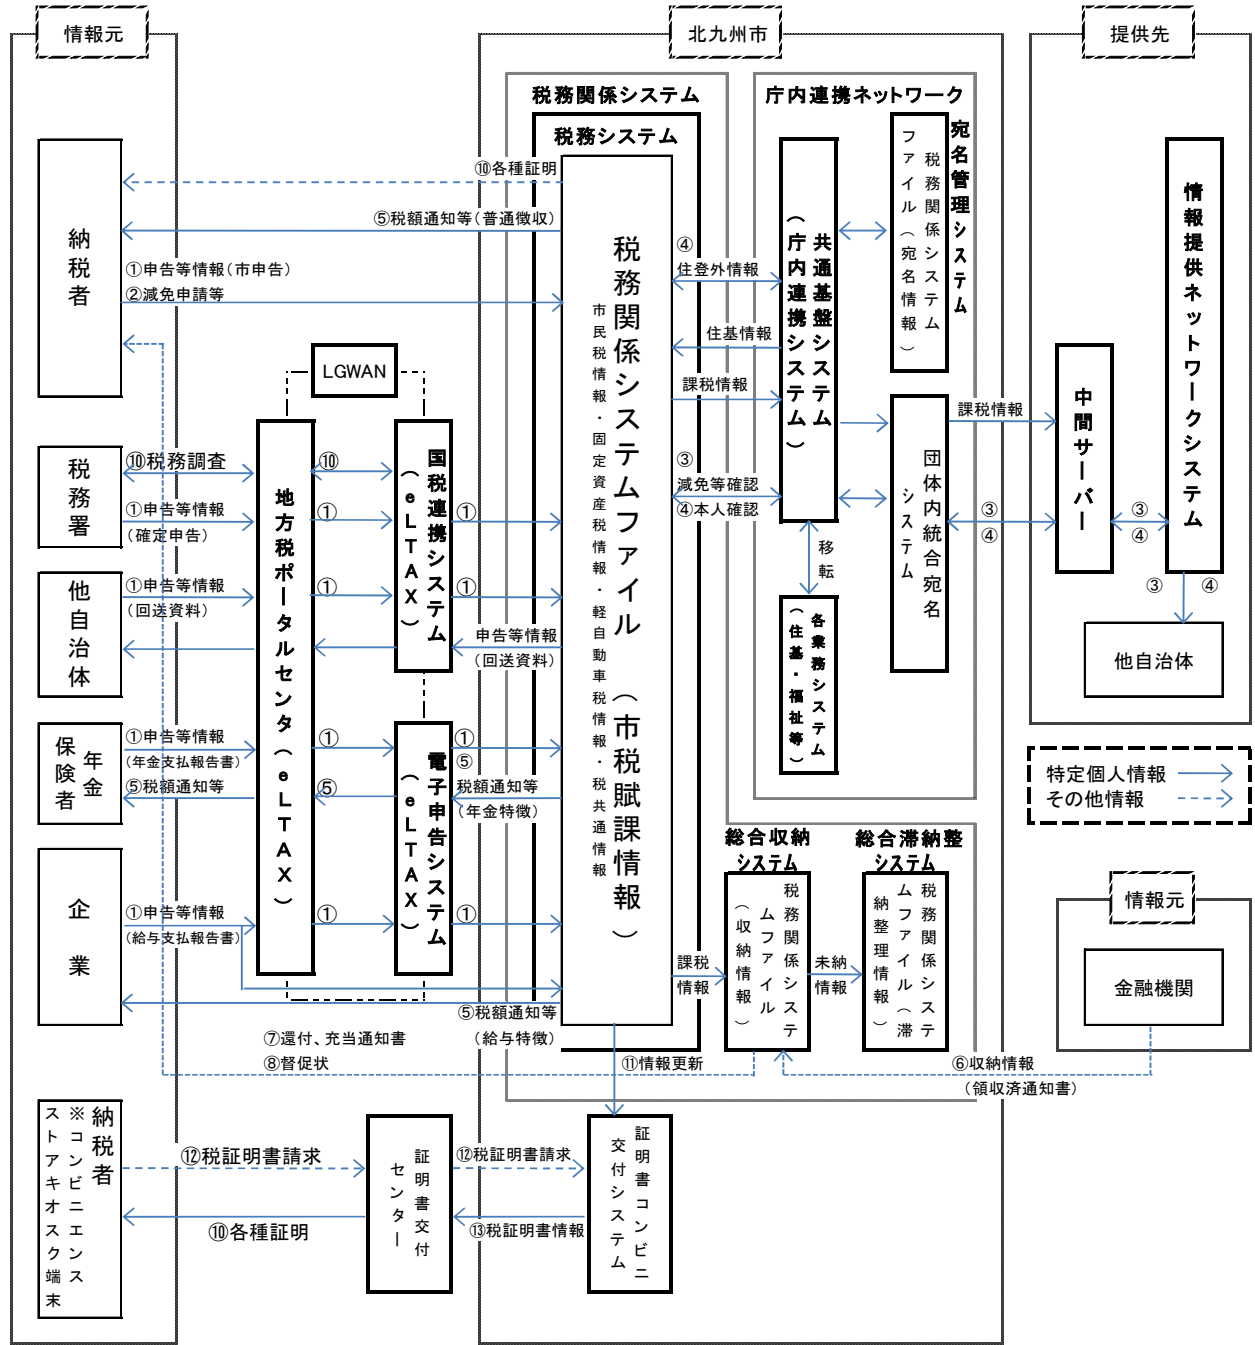 情報元
北九州市
提供先
税務関係システム
税務システム
庁内連携ネットワーク
納税者
⑩各種証明
⑤税額通知等（普通徴収）
①申告等情報（市申告）
②減免申請等
LGWAN
税務署
⑩税務調査
①申告等情報
（確定申告）
他自治体
①申告等情報
（回送資料）
年金
保険者
①申告等情報
（年金支払報告書）
⑤税額通知等
企業
①申告等情報
（給与支払報告書）
地方税ポータルセンタ（eLTAX）
⑩
①
①
①
⑤
①
国税連携システム
（eLTAX）
電子申告システム
（eLTAX）
①
①
申告等情報
（回送資料）
①
⑤
税額通知等
（年金特徴）
①
⑤税額通知等
（給与特徴）
税務関係システムファイル（市税賦課情報）
市民税情報・固定資産税情報・軽自動車税情報・税共通情報
④
住登外情報
住基情報
課税情報
③
減免等確認
④本人確認
共通基盤システム
（庁内連携システム）
移転
各業務システム
（住基・福祉等）
宛名管理システム
税務関係システム
ファイル（宛名情報）
団体内統合宛名
システム
課税情報
③
④
中間サーバー
③
④
情報提供ネットワークシステム
③
④
他自治体
特定個人情報
その他情報
総合収納
システム
税務関係システ
ムファイル
（収納情報）
総合滞納整
システム
税務関係システ
ムファイル（滞
納整理情報）
課税
情報
未納
情報
情報元
金融機関
⑥収納情報
（領収済通知書）
⑦還付、充当通知書
⑧督促状
⑪情報更新
納税者
※コンビニエンス
ストアキオスク端末
⑫税証明書請求
⑩各種証明
証明書交付
センター
⑫税証明書請求
⑬税証明書情報
証明書コンビニ
交付システム